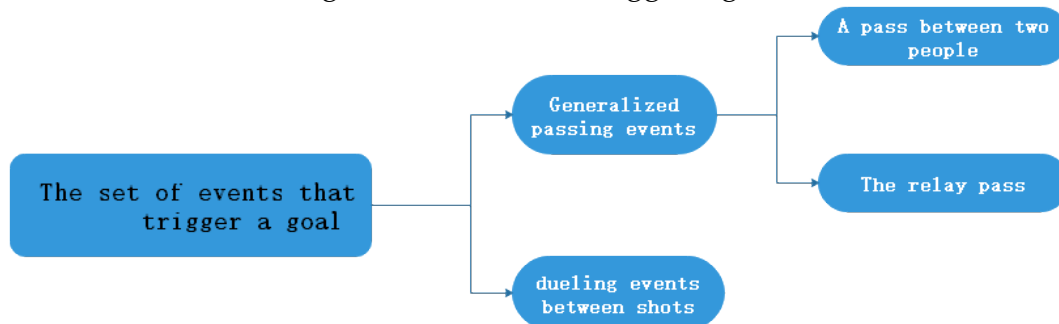 A pass between two
people
Generalized
passing events
The set of events that
trigger a goal
The relay pass
dueling events
between shots